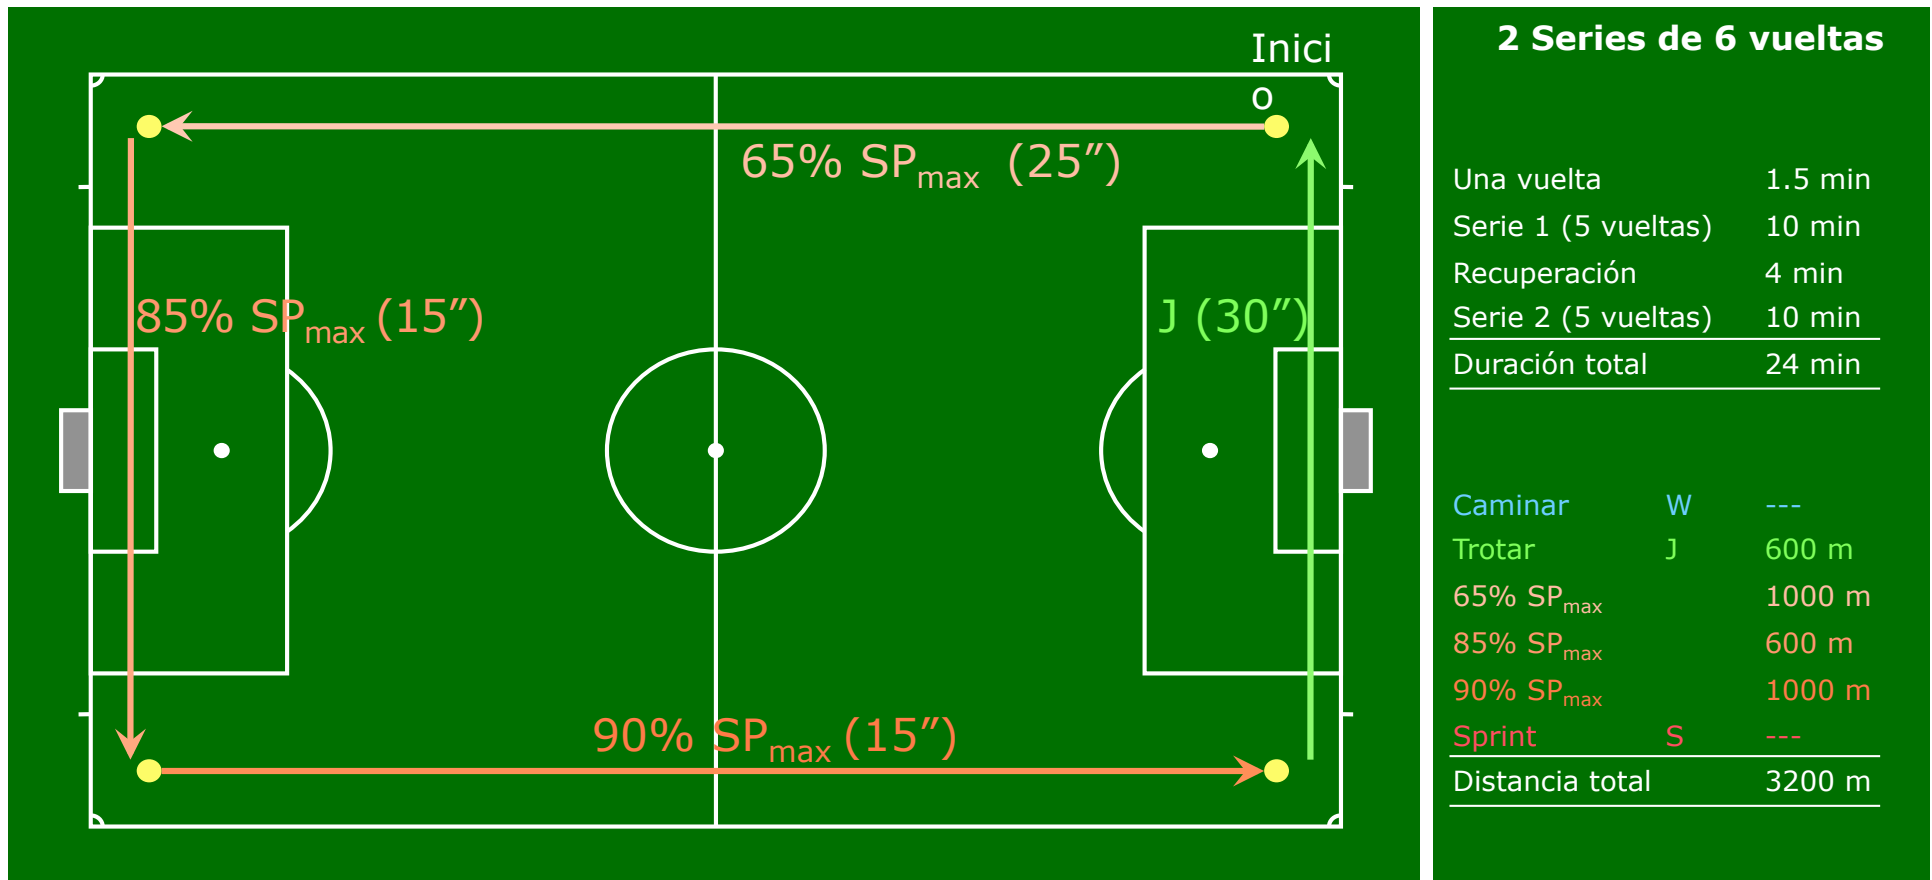 Inici
o
65% SPmax (25″)
85% SPmax (15″)
J (30″)
90% SPmax (15″)
2 Series de 6 vueltas
Una vuelta 1.5 min
Serie 1 (5 vueltas) 10 min
Recuperación 4 min
Serie 2 (5 vueltas) 10 min
Duración total 24 min
Caminar W ---
Trotar J 600 m
65% SPmax 1000 m
85% SPmax 600 m
90% SPmax 1000 m
Sprint S ---
Distancia total 3200 m